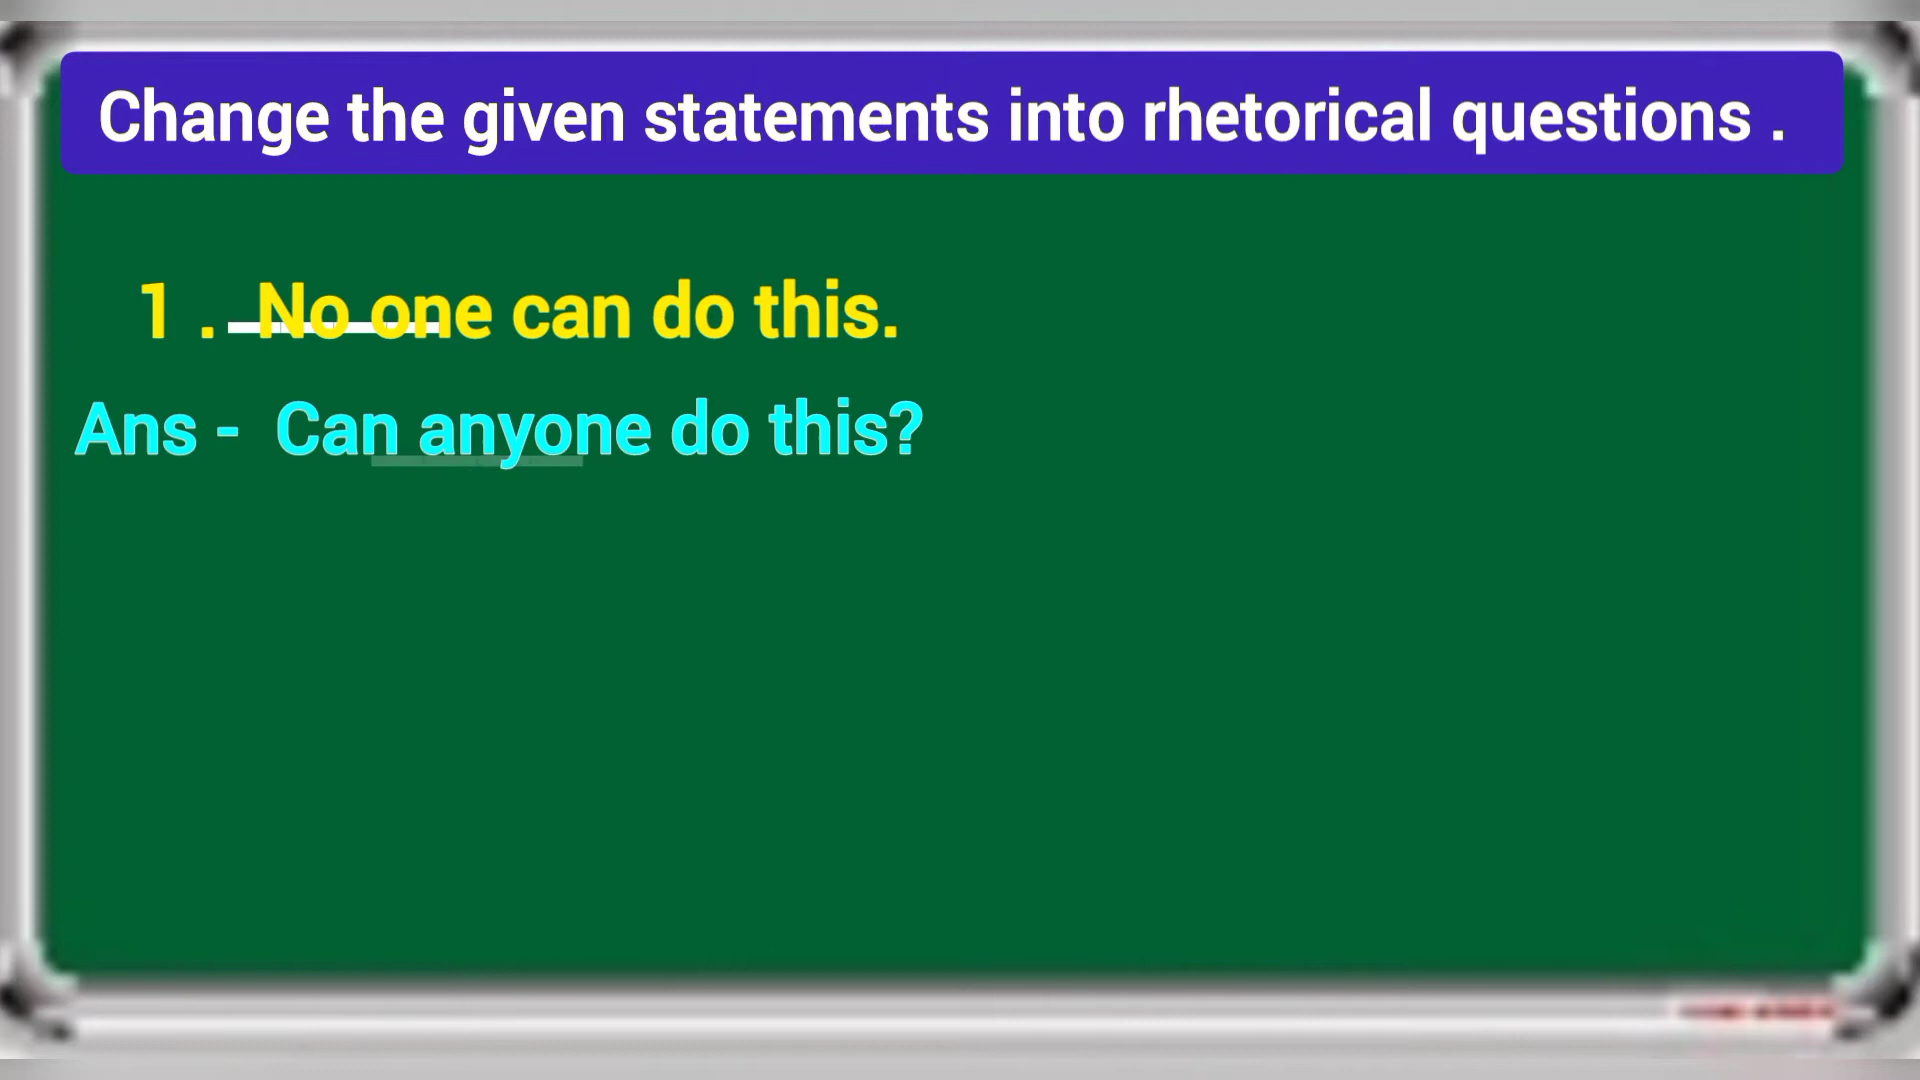 Change the given statements into rhetorical questions .
1 . No one can do this.
Ans - Can anyone do this?